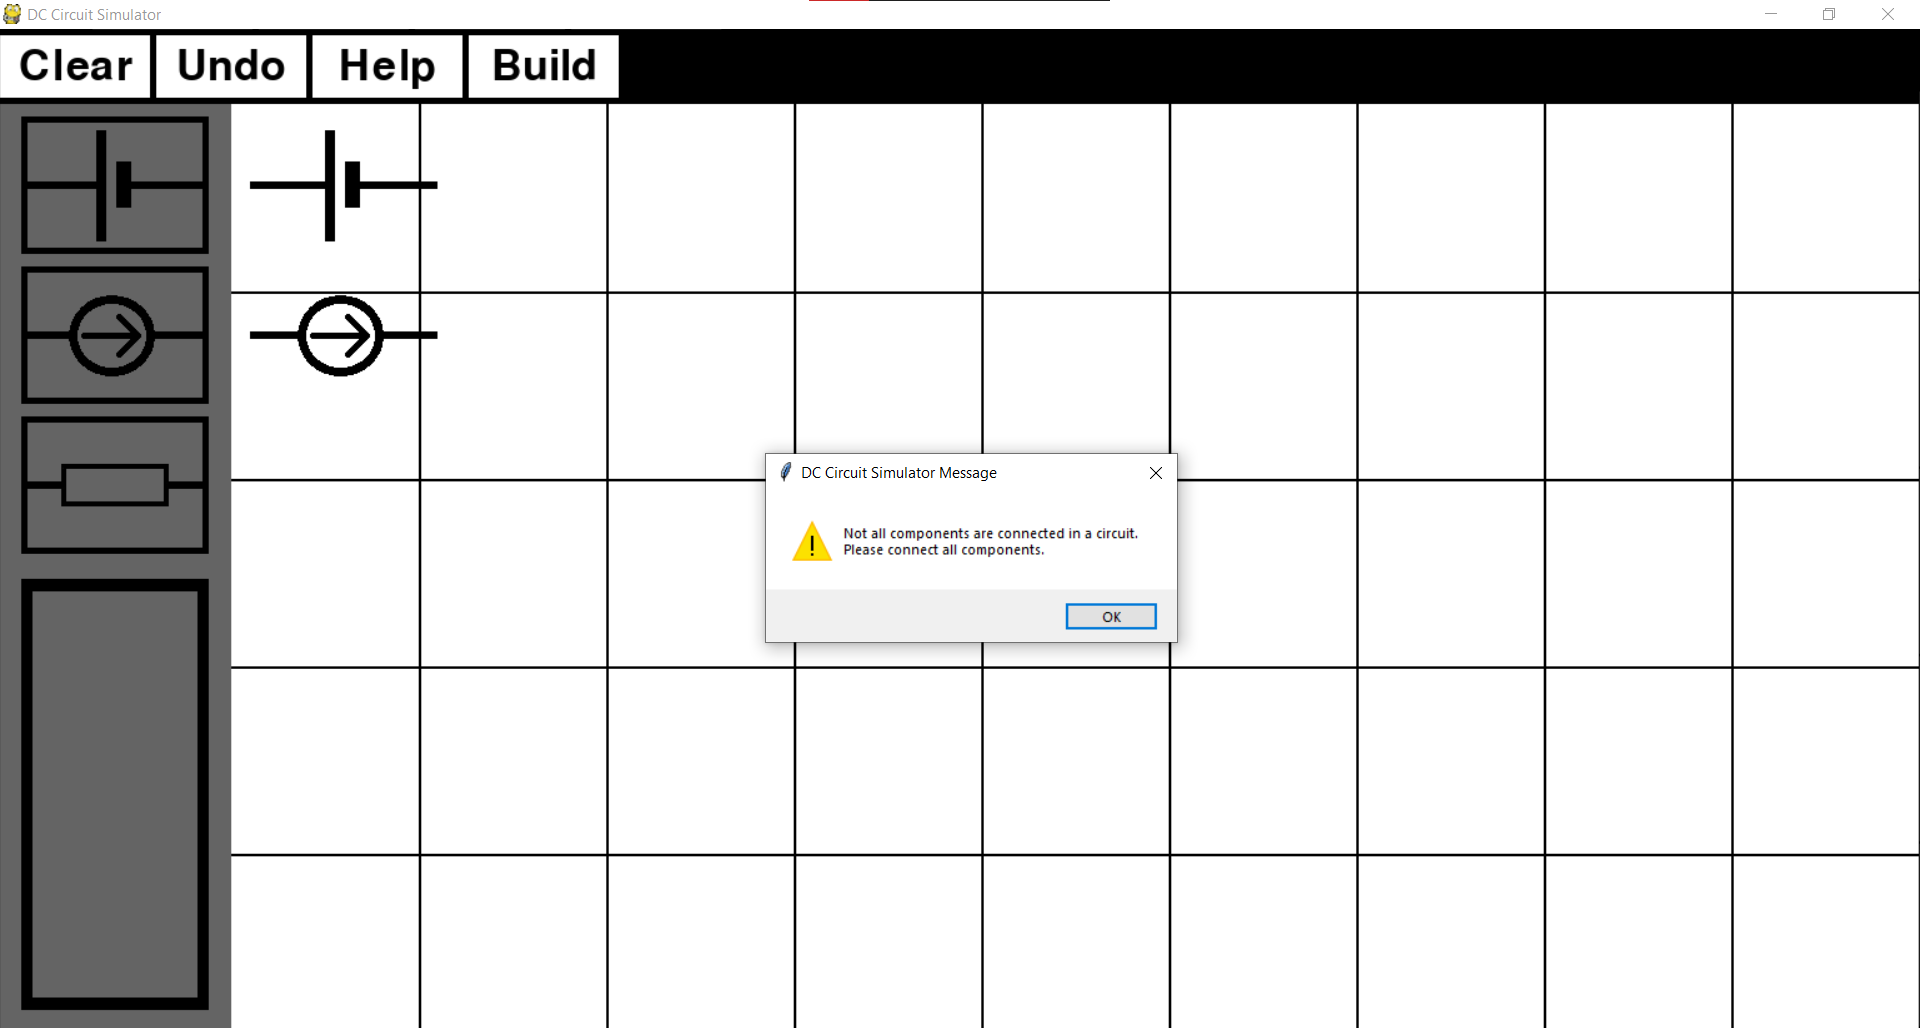 DC Circuit Simulator
Clear Undo Help Build
DC Circuit Simulator Message
Not all components are connected in a circuit.
Please connect all components.
OK